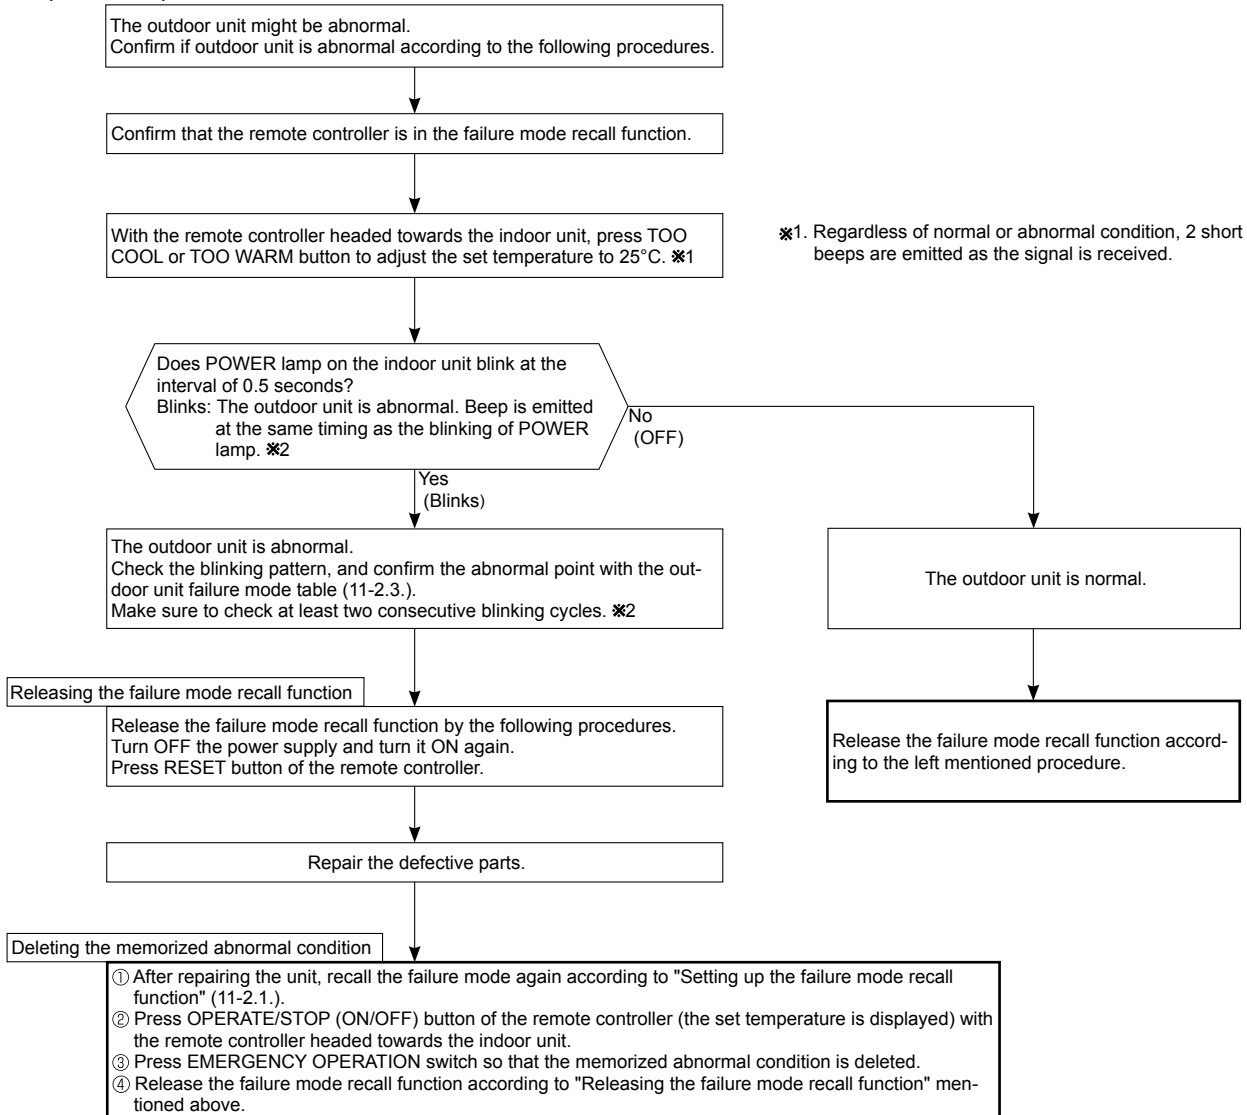 The outdoor unit might be abnormal.
Confirm if outdoor unit is abnormal according to the following procedures.
Confirm that the remote controller is in the failure mode recall function.
With the remote controller headed towards the indoor unit, press TOO
COOL or TOO WARM button to adjust the set temperature to 25°C. ※1
※1. Regardless of normal or abnormal condition, 2 short
beeps are emitted as the signal is received.
Does POWER lamp on the indoor unit blink at the
interval of 0.5 seconds?
Blinks: The outdoor unit is abnormal. Beep is emitted
at the same timing as the blinking of POWER
lamp. ※2
No
(OFF)
Yes
(Blinks)
The outdoor unit is abnormal.
Check the blinking pattern, and confirm the abnormal point with the out-
door unit failure mode table (11-2.3.).
Make sure to check at least two consecutive blinking cycles. ※2
The outdoor unit is normal.
Releasing the failure mode recall function
Release the failure mode recall function by the following procedures.
Turn OFF the power supply and turn it ON again.
Press RESET button of the remote controller.
Release the failure mode recall function accord-
ing to the left mentioned procedure.
Repair the defective parts.
Deleting the memorized abnormal condition
① After repairing the unit, recall the failure mode again according to "Setting up the failure mode recall
function" (11-2.1.).
② Press OPERATE/STOP (ON/OFF) button of the remote controller (the set temperature is displayed) with
the remote controller headed towards the indoor unit.
③ Press EMERGENCY OPERATION switch so that the memorized abnormal condition is deleted.
④ Release the failure mode recall function according to "Releasing the failure mode recall function" men-
tioned above.